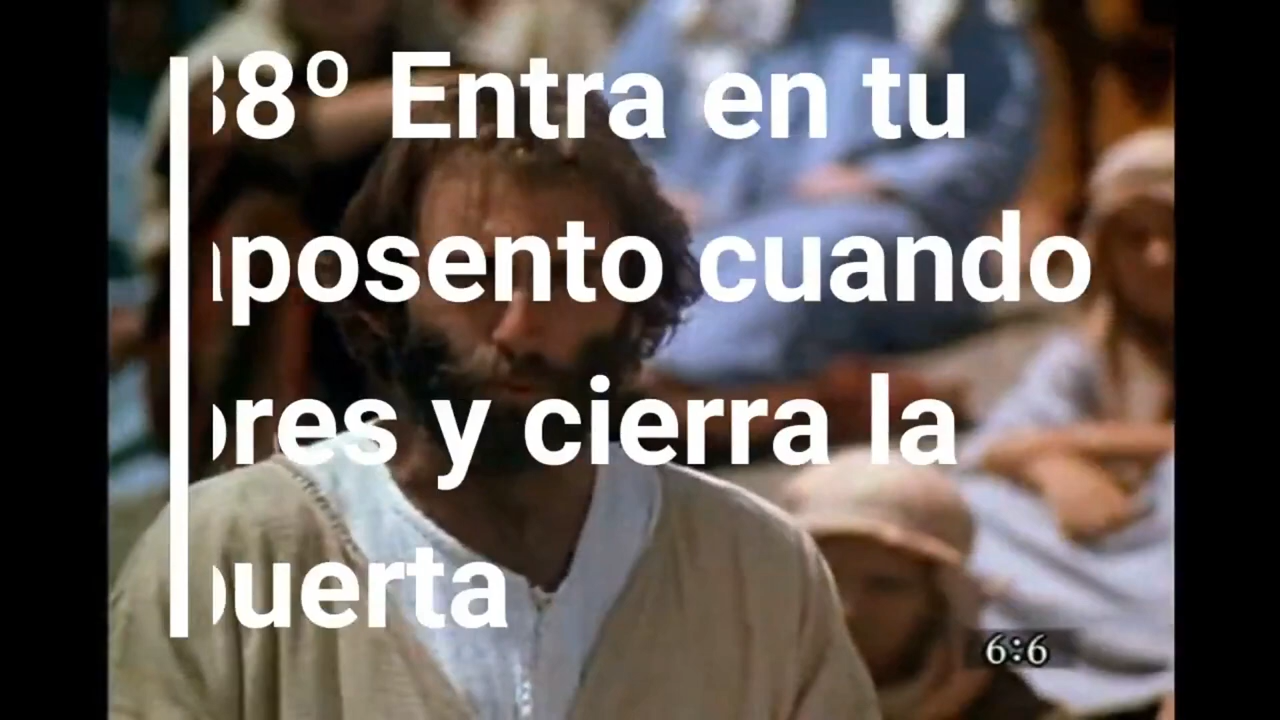 38º Entra en tu
aposento cuando
ores y cierra la
puerta
6:6